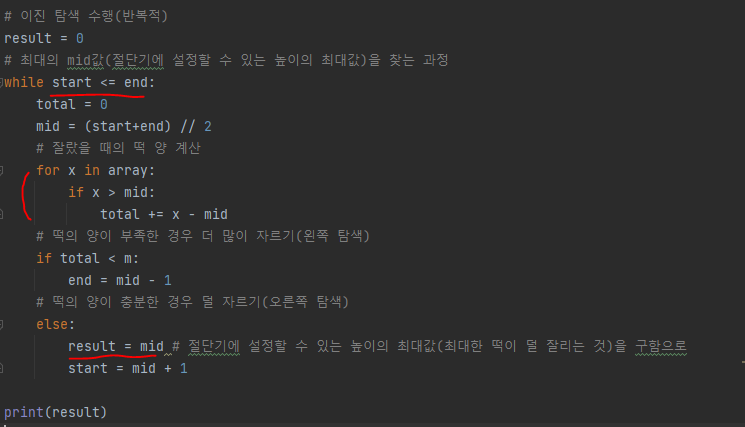 # 이진 탐색 수행(반복적)
result = 0
# 최대의 mid값(절단기에 설정할 수 있는 높이의 최대값)을 찾는 과정
while start <= end:
    total = 0
    mid = (start+end) // 2
    # 잘랐을 때의 떡 양 계산
    for x in array:
        if x > mid:
            total += x - mid
    # 떡의 양이 부족한 경우 더 많이 자르기(왼쪽 탐색)
    if total < m:
        end = mid - 1
    # 떡의 양이 충분한 경우 덜 자르기(오른쪽 탐색)
    else:
        result = mid # 절단기에 설정할 수 있는 높이의 최대값(최대한 떡이 덜 잘리는 것)을 구함으로
        start = mid + 1
print(result)